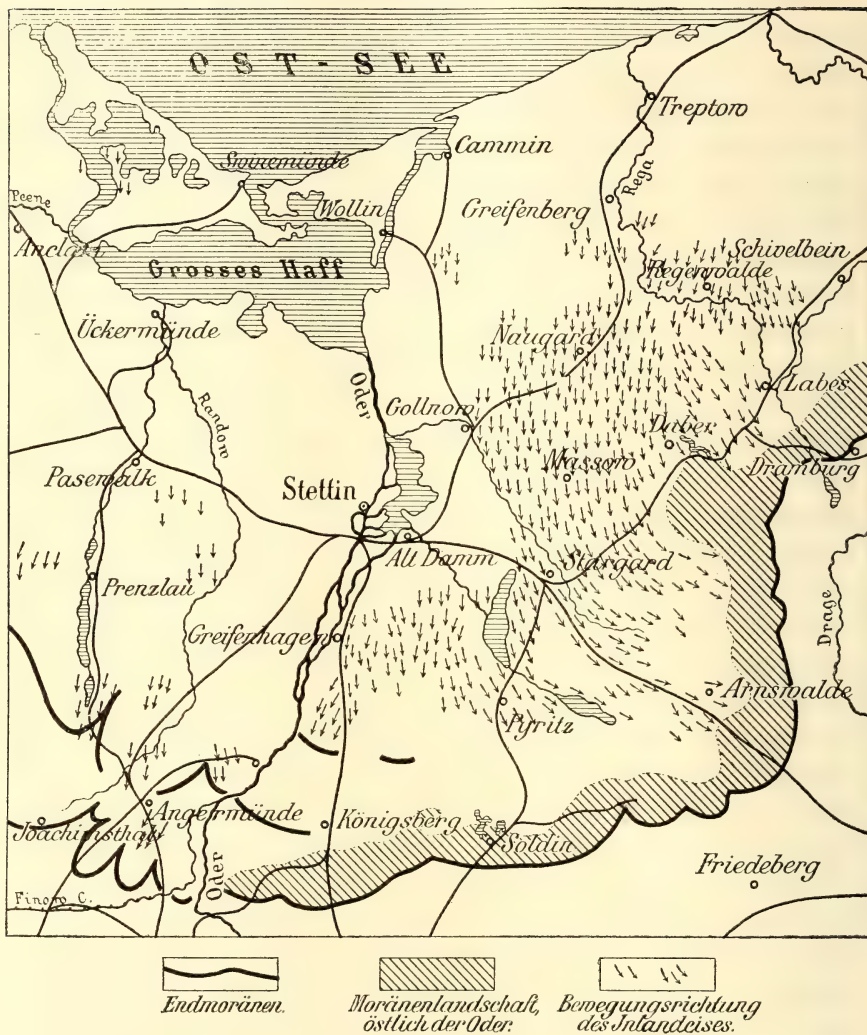 OST-SEE
Treptow
Cammin
Swinemünde
Rega
Peene
Wollin
Greifenberg
Anclam
Schivelbein
Regenwalde
Grosses Haff
Ückermünde
Naugard
Oder
Labes
Randow
Gollnow
Daber
Massow
Dramburg
Pasewalk
Stettin
Alt Damm
Stargard
Prenzlau
Drage
Greifenhagen
Arnswalde
Pyritz
Angermünde
Königsberg
Joachimsthal
Soldin
Oder
Friedeberg
Finow C.
Endmoränen.
Moränenlandschaft,
östlich der Oder.
Bewegungsrichtung
des Inlandeises.